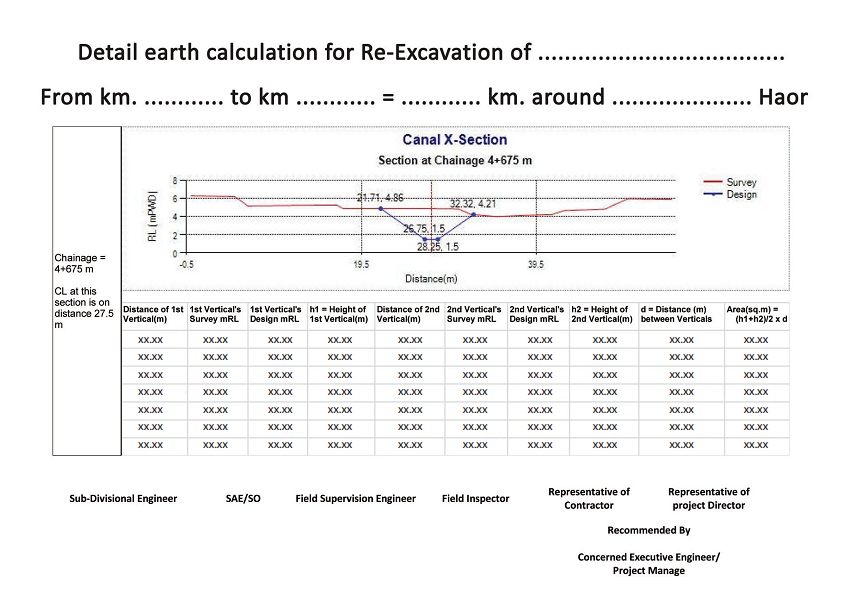 Detail earth calculation for Re-Excavation of .....................................
From km. ............ to km ............ = ............ km. around ..................... Haor
Canal X-Section
Section at Chainage 4+675 m
RL [mPWD]
8
6
4
2
0
21.71, 4.86
32.32, 4.21
26.75, 1.5
28.25, 1.5
-0.5
19.5
39.5
Distance(m)
Survey
Design
Chainage =
4+675 m
CL at this
section is on
distance 27.5
m
Distance of 1st Vertical(m) 1st Vertical's Survey mRL 1st Vertical's Design mRL h1 = Height of 1st Vertical(m) Distance of 2nd Vertical(m) 2nd Vertical's Survey mRL 2nd Vertical's Design mRL h2 = Height of 2nd Vertical(m) d = Distance (m) between Verticals Area(sq.m) = (h1+h2)/2 x d
XX.XX XX.XX XX.XX XX.XX XX.XX XX.XX XX.XX XX.XX XX.XX XX.XX
XX.XX XX.XX XX.XX XX.XX XX.XX XX.XX XX.XX XX.XX XX.XX XX.XX
XX.XX XX.XX XX.XX XX.XX XX.XX XX.XX XX.XX XX.XX XX.XX XX.XX
XX.XX XX.XX XX.XX XX.XX XX.XX XX.XX XX.XX XX.XX XX.XX XX.XX
XX.XX XX.XX XX.XX XX.XX XX.XX XX.XX XX.XX XX.XX XX.XX XX.XX
XX.XX XX.XX XX.XX XX.XX XX.XX XX.XX XX.XX XX.XX XX.XX XX.XX
XX.XX XX.XX XX.XX XX.XX XX.XX XX.XX XX.XX XX.XX XX.XX XX.XX
Sub-Divisional Engineer
SAE/SO
Field Supervision Engineer
Field Inspector
Representative of
Contractor
Representative of
project Director
Recommended By
Concerned Executive Engineer/
Project Manage